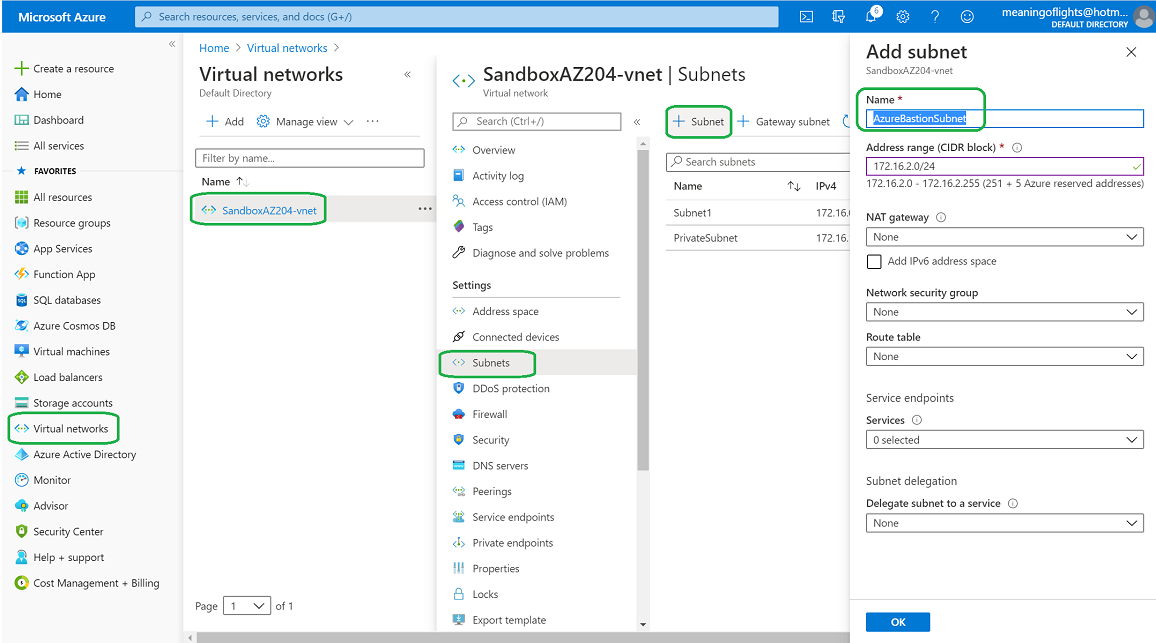 Microsoft Azure
Search resources, services, and docs (G+/)
6
meaningoflights@hotm...
DEFAULT DIRECTORY
Create a resource
Home
Dashboard
All services
FAVORITES
All resources
Resource groups
App Services
Function App
SQL databases
Azure Cosmos DB
Virtual machines
Load balancers
Storage accounts
Virtual networks
Azure Active Directory
Monitor
Advisor
Security Center
Help + support
Cost Management + Billing
Home > Virtual networks >
Virtual networks
Default Directory
Add
Manage view
Filter by name...
Name
SandboxAZ204-vnet
Page 1 of 1
SandboxAZ204-vnet | Subnets
Virtual network
Search (Ctrl+/)
Overview
Activity log
Access control (IAM)
Tags
Diagnose and solve problems
Settings
Address space
Connected devices
Subnets
DDoS protection
Firewall
Security
DNS servers
Peerings
Service endpoints
Private endpoints
Properties
Locks
Export template
+ Subnet + Gateway subnet
Search subnets
Name IPv4
Subnet1 172.16.
PrivateSubnet 172.16.
Add subnet
SandboxAZ204-vnet
Name *
AzureBastionSubnet
Address range (CIDR block) *
172.16.2.0/24
172.16.2.0 - 172.16.2.255 (251 + 5 Azure reserved addresses)
NAT gateway
None
Add IPv6 address space
Network security group
None
Route table
None
Service endpoints
Services
0 selected
Subnet delegation
Delegate subnet to a service
None
OK